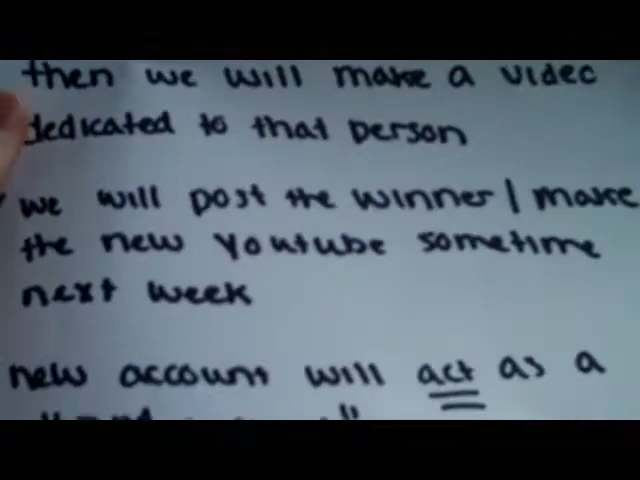 then we will make a video
dedicated to that person
we will post the winner/make
the new Youtube sometime
next week
new account will act as a